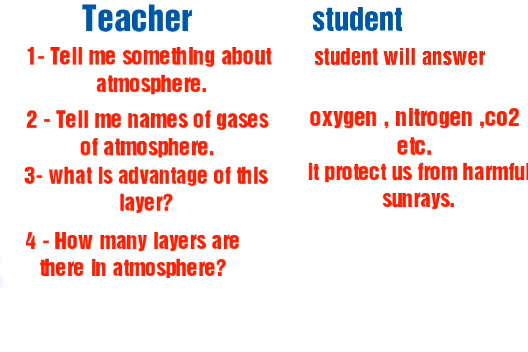 Teacher student
1- Tell me something about student will answer
atmosphere.
2 - Tell me names of gases oxygen , nitrogen ,co2
of atmosphere. etc.
3- what is advantage of this it protect us from harmful
layer? sunrays.
4 - How many layers are
there in atmosphere?